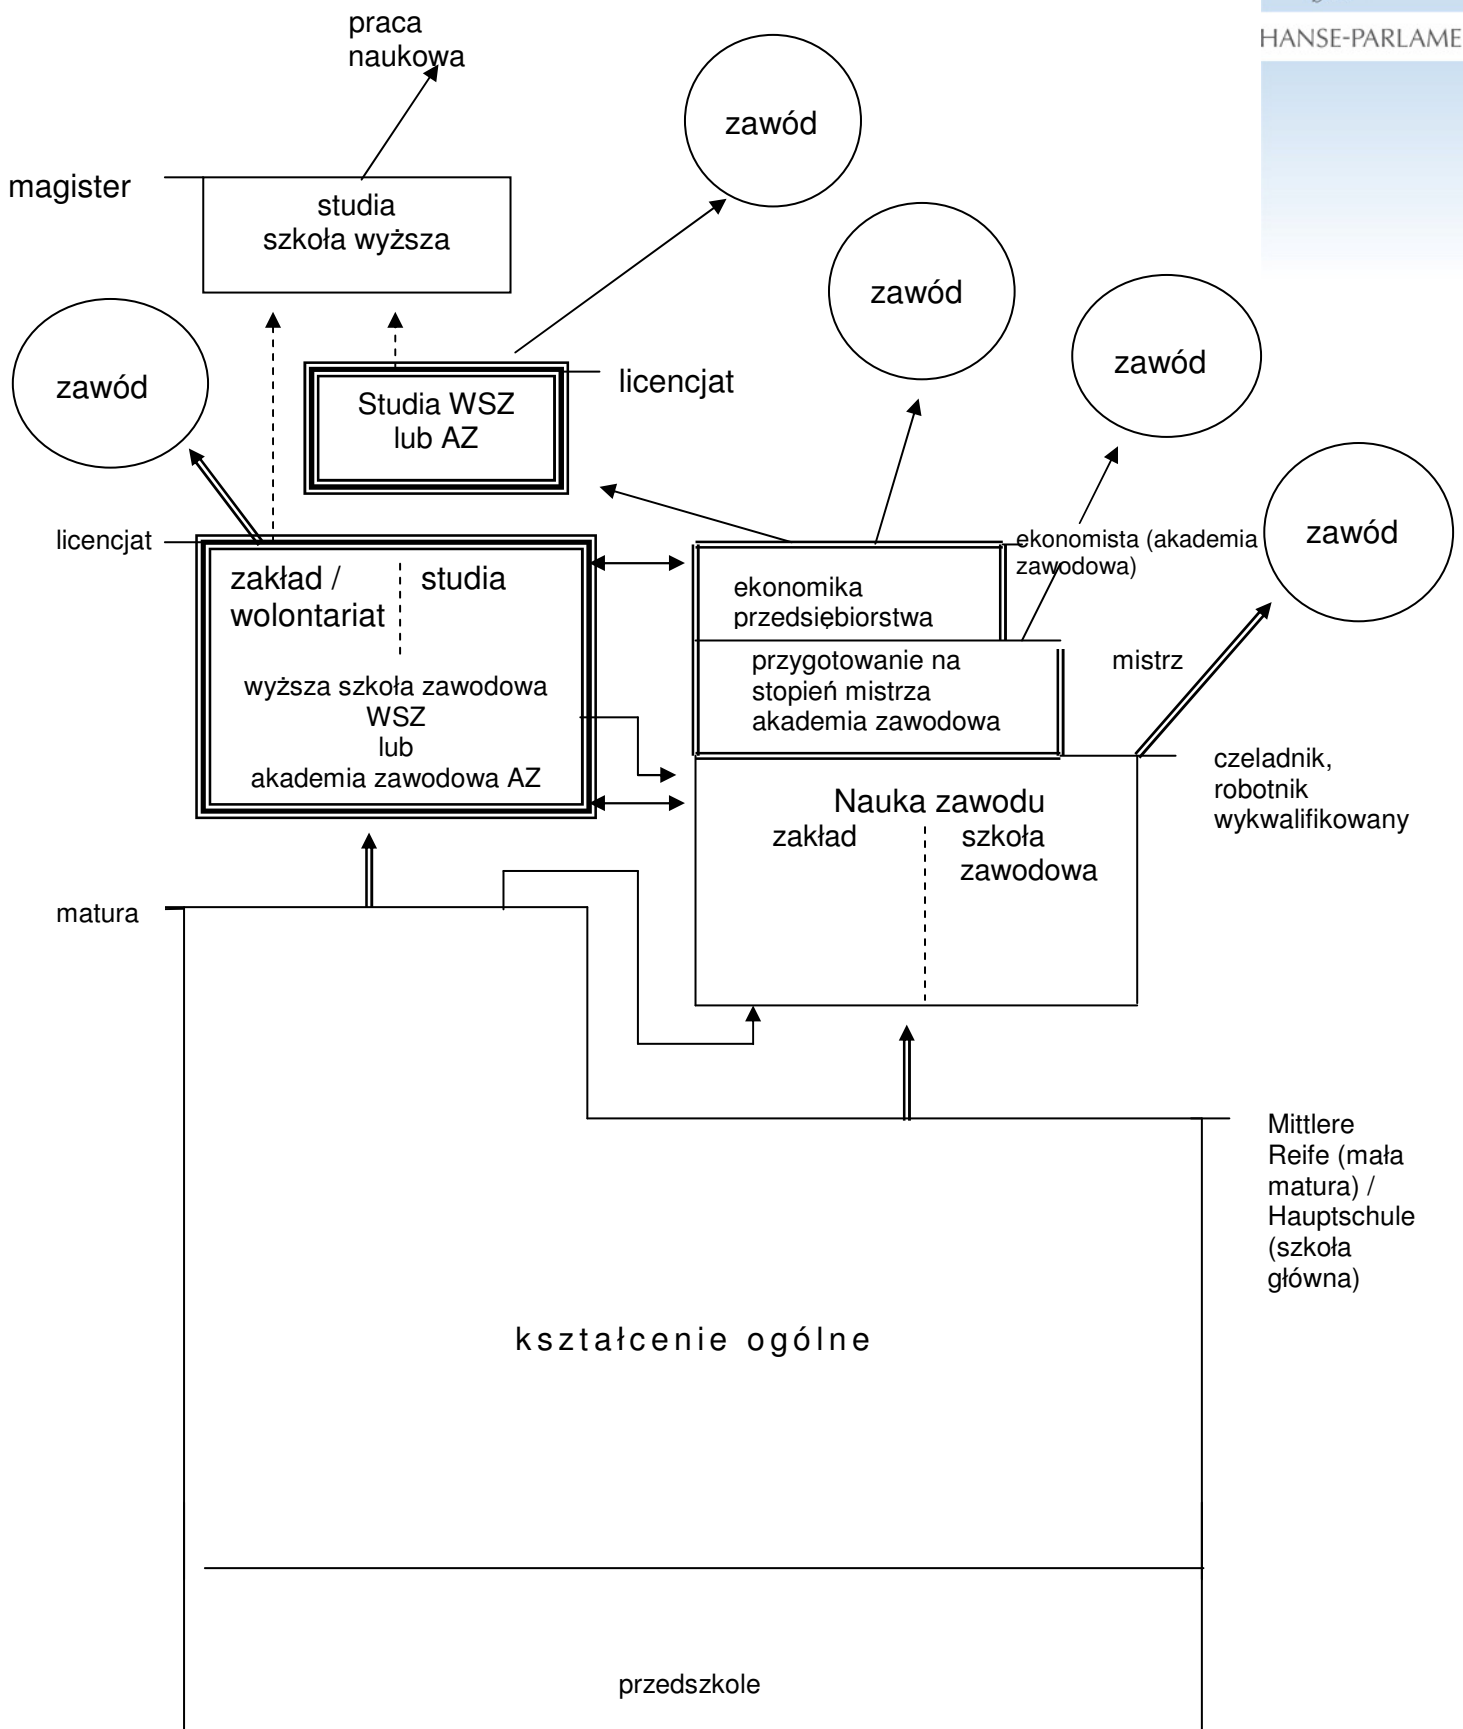 HANSE-PARLAME
praca
naukowa
zawód
magister
studia
szkoła wyższa
zawód
zawód
zawód
licencjat
Studia WSZ
lub AZ
zawód
licencjat
zakład /
wolontariat
studia
wyższa szkoła zawodowa
WSZ
lub
akademia zawodowa AZ
ekonomista (akademia
zawodowa)
ekonomika
przedsiębiorstwa
przygotowanie na
stopień mistrza
akademia zawodowa
mistrz
czeladnik,
robotnik
wykwalifikowany
Nauka zawodu
zakład
szkoła
zawodowa
matura
Mittlere
Reife (mała
matura) /
Hauptschule
(szkoła
główna)
kształcenie ogólne
przedszkole